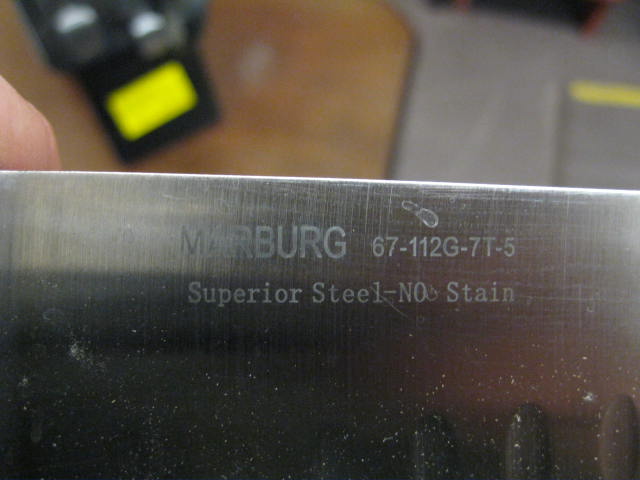 MARBURG 67-112G-7T-5
Superior Steel-NO Stain